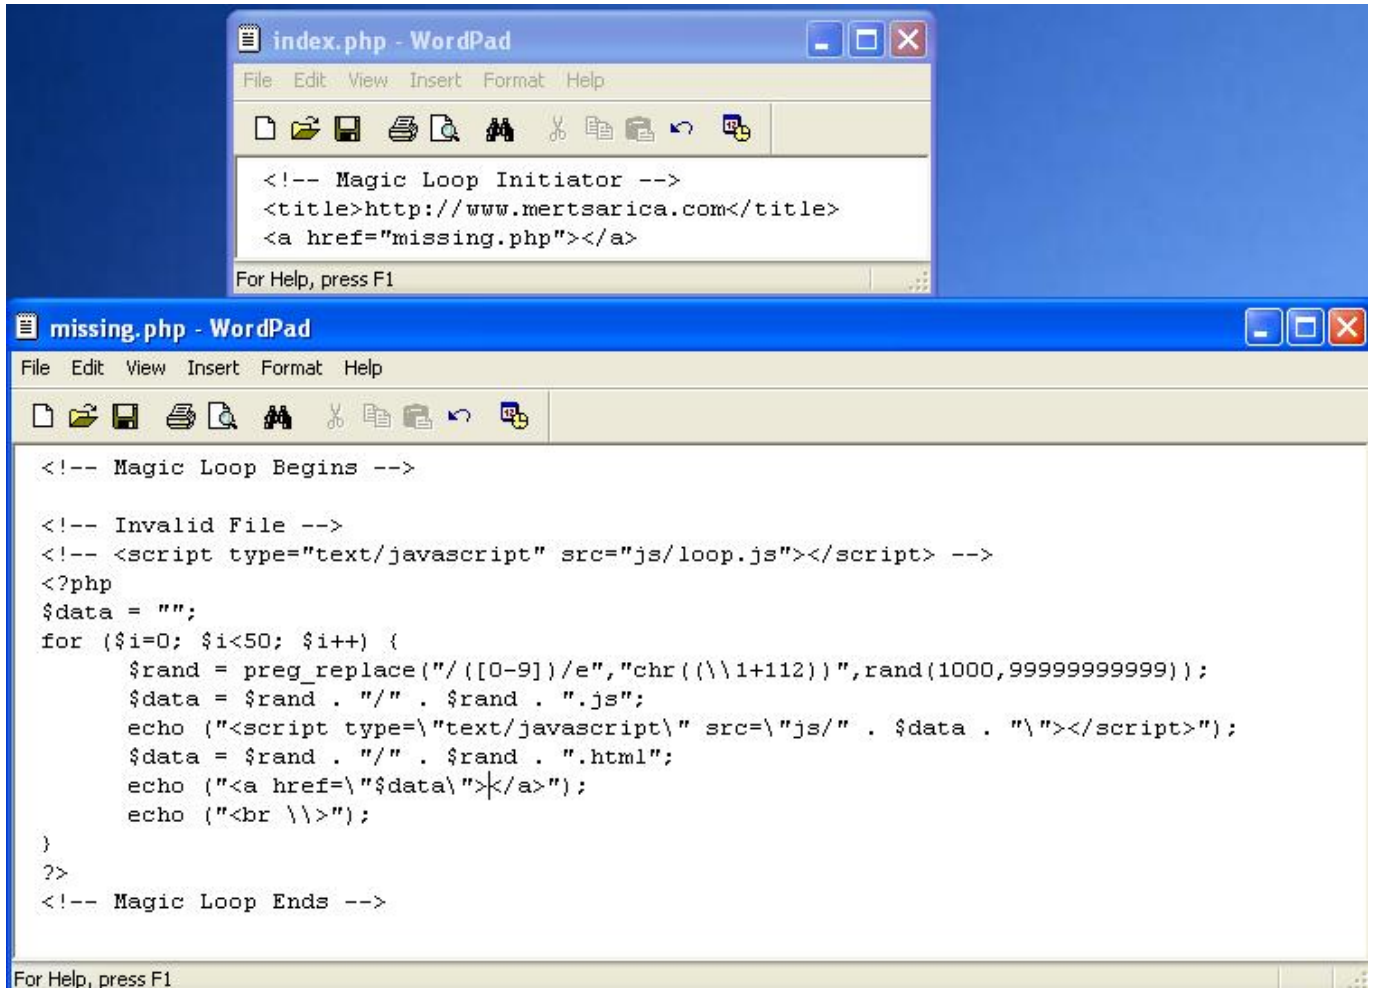 index.php - WordPad
File Edit View Insert Format Help
<!-- Magic Loop Initiator -->
<title>http://www.mertsarica.com</title>
<a href="missing.php"></a>
For Help, press F1
missing.php - WordPad
File Edit View Insert Format Help
<!-- Magic Loop Begins -->
<!-- Invalid File -->
<!-- <script type="text/javascript" src="js/loop.js"></script> -->
<?php
$data = "";
for ($i=0; $i<50; $i++) {
$rand = preg_replace("/([0-9])/e","chr((\\1+112))",rand(1000,99999999999));
$data = $rand . "/" . $rand . ".js";
echo ("<script type=\"text/javascript\" src=\"js/" . $data . "\"></script>");
$data = $rand . "/" . $rand . ".html";
echo ("<a href=\"$data\"></a>");
echo ("<br \\>");
}
?>
<!-- Magic Loop Ends -->
For Help, press F1